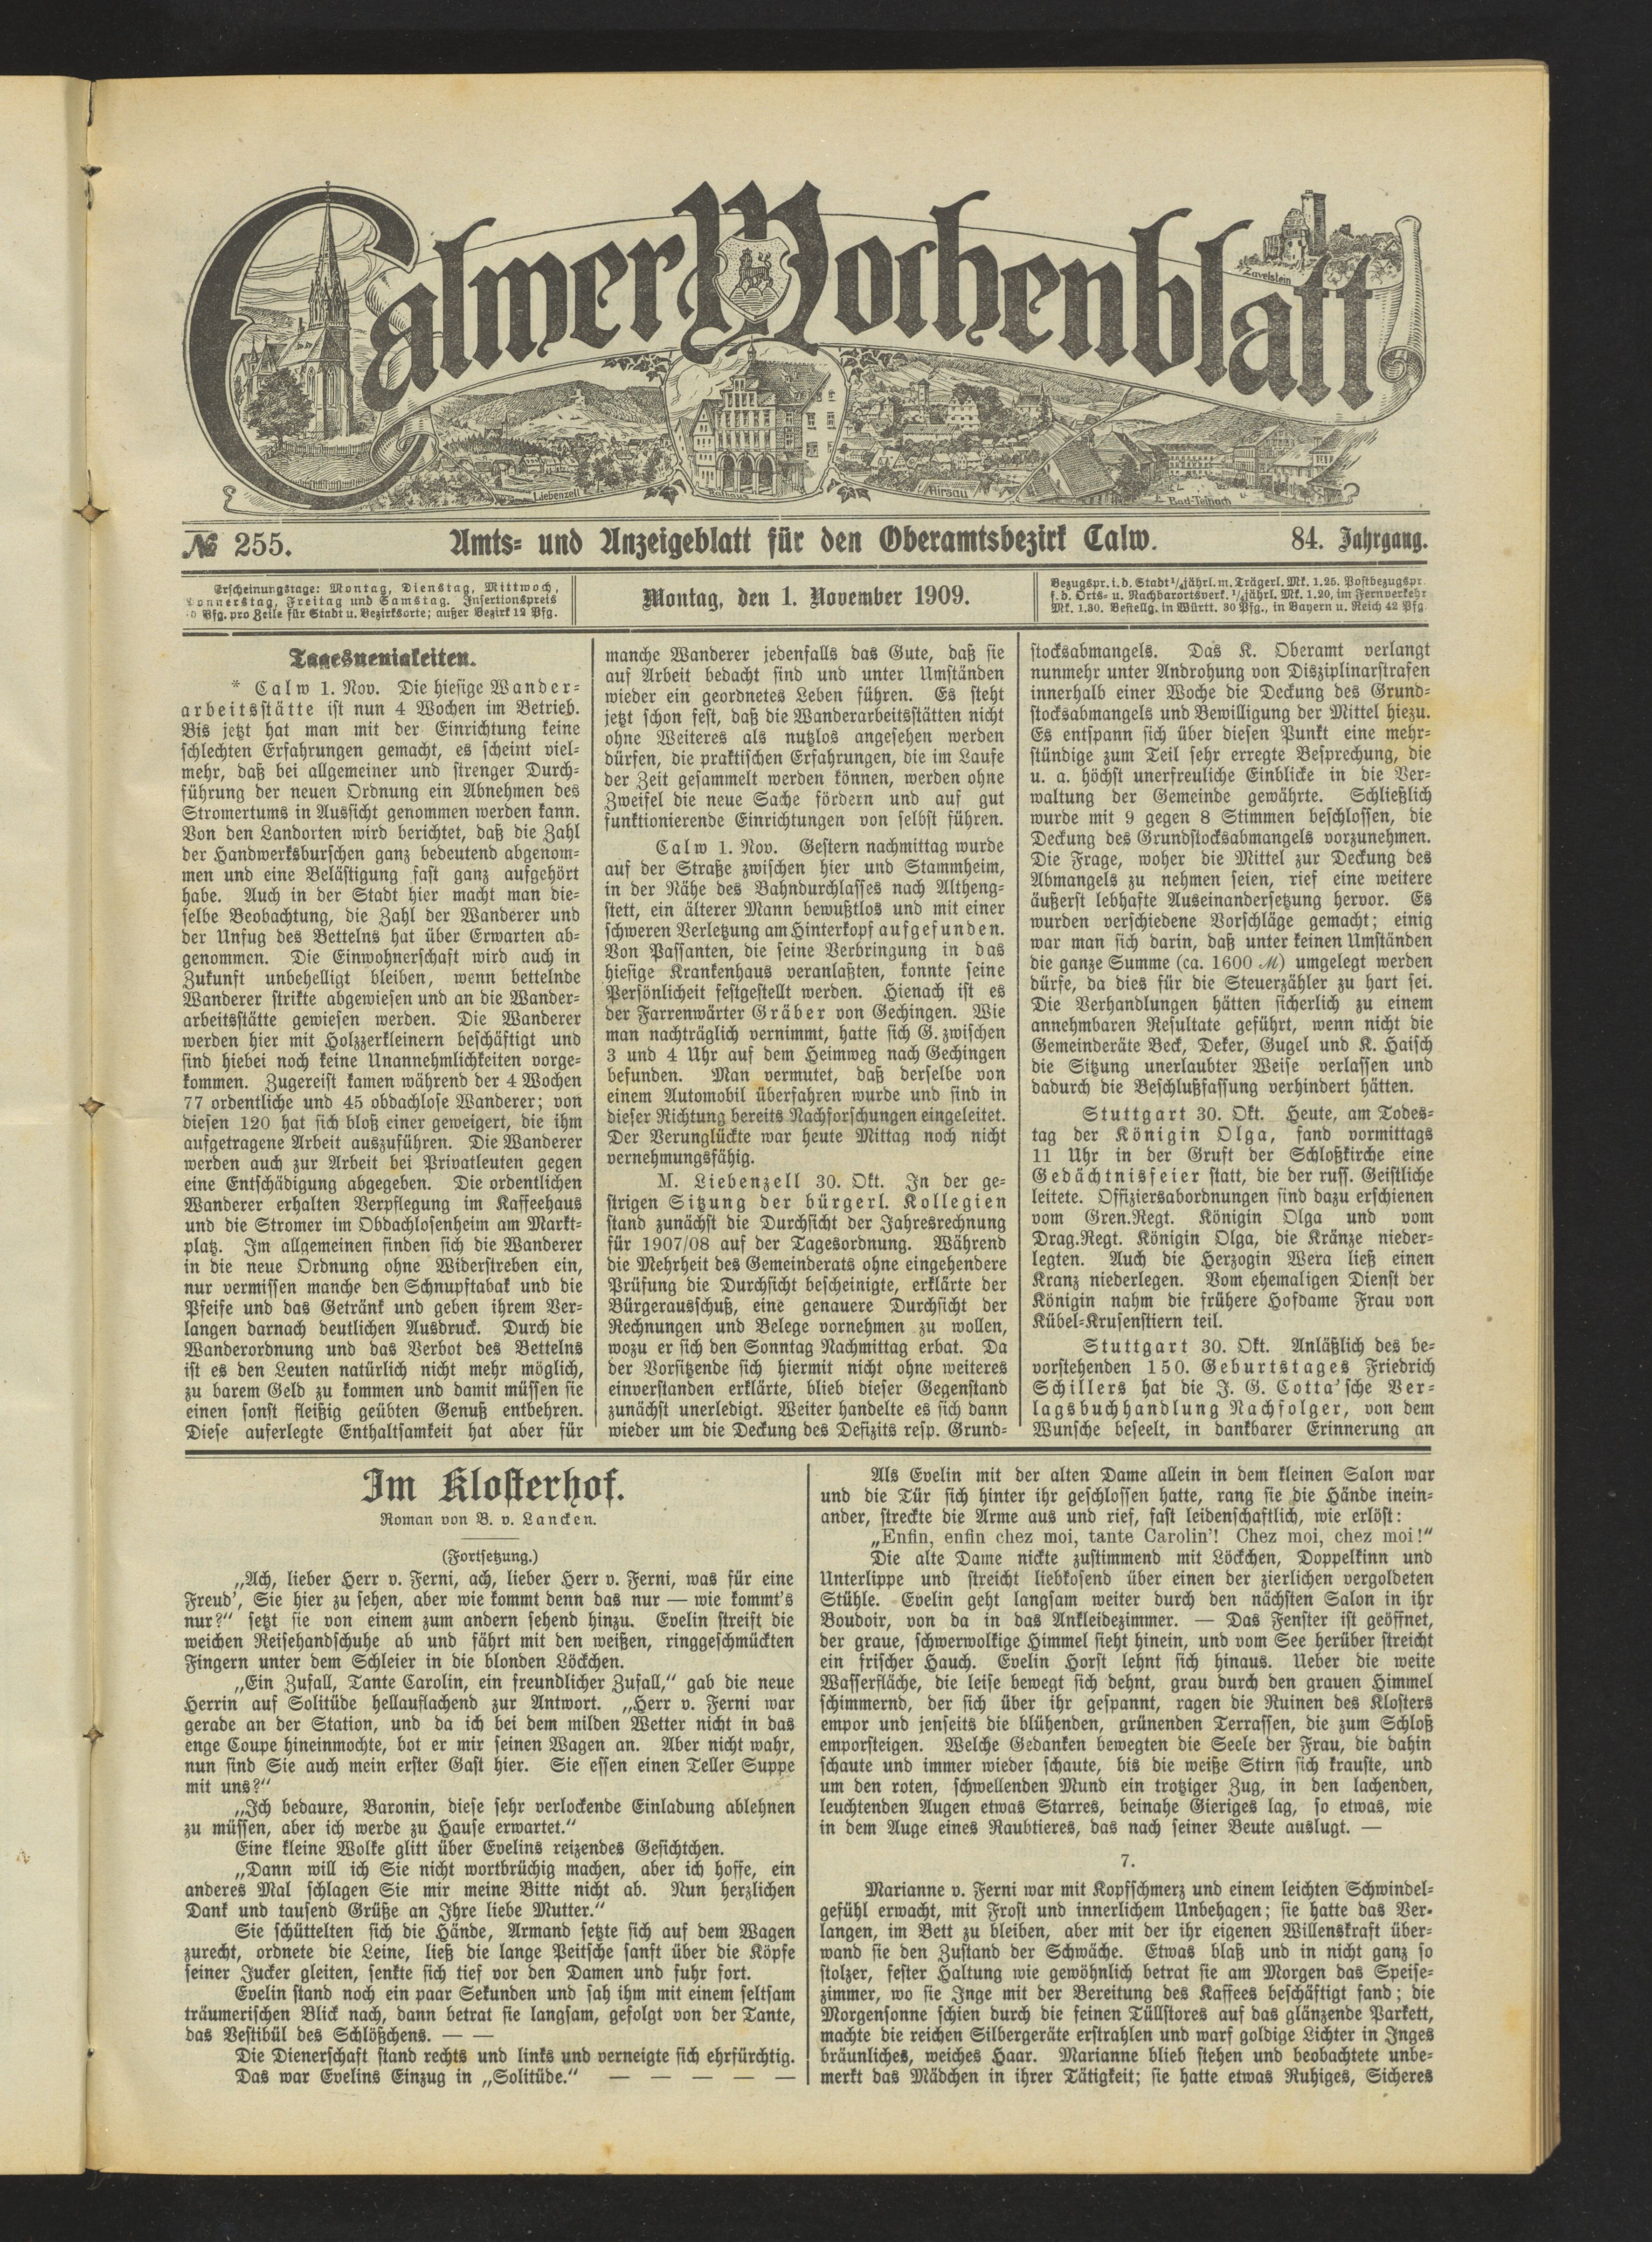 Calwer Wochenblatt
Zavelstein
Liebenzell
Rathaus
Hirsau
Bad-Teinach
№ 255.
Amts= und Anzeigeblatt für den Oberamtsbezirk Calw.
84. Jahrgang.
Erscheinungstage: Montag, Dienstag, Mittwoch,
Donnerstag, Freitag und Samstag. Insertionspreis
Pfg. pro Zeile für Stadt u. Bezirksorte; außer Bezirk 12 Pfg.
Montag, den 1. November 1909.
Bezugspr. i. d. Stadt ¼jährl. m. Trägerl. Mk. 1.25. Postbezugspr.
f. d. Orts= u. Nachbarortsverk. ¼jährl. Mk. 1.20, im Fernverkehr
Mk. 1.30. Bestellg. in Württ. 30 Pfg., in Bayern u. Reich 42 Pfg.
Tagesneuigkeiten.
* Calw 1. Nov. Die hiesige Wander=
arbeitsstätte ist nun 4 Wochen im Betrieb.
Bis jetzt hat man mit der Einrichtung keine
schlechten Erfahrungen gemacht, es scheint viel=
mehr, daß bei allgemeiner und strenger Durch=
führung der neuen Ordnung ein Abnehmen des
Stromertums in Aussicht genommen werden kann.
Von den Landorten wird berichtet, daß die Zahl
der Handwerksburschen ganz bedeutend abgenom=
men und eine Belästigung fast ganz aufgehört
habe. Auch in der Stadt hier macht man die=
selbe Beobachtung, die Zahl der Wanderer und
der Unfug des Bettelns hat über Erwarten ab=
genommen. Die Einwohnerschaft wird auch in
Zukunft unbehelligt bleiben, wenn bettelnde
Wanderer strikte abgewiesen und an die Wander=
arbeitsstätte gewiesen werden. Die Wanderer
werden hier mit Holzzerkleinern beschäftigt und
sind hiebei noch keine Unannehmlichkeiten vorge=
kommen. Zugereist kamen während der 4 Wochen
77 ordentliche und 45 obdachlose Wanderer; von
diesen 120 hat sich bloß einer geweigert, die ihm
aufgetragene Arbeit auszuführen. Die Wanderer
werden auch zur Arbeit bei Privatleuten gegen
eine Entschädigung abgegeben. Die ordentlichen
Wanderer erhalten Verpflegung im Kaffeehaus
und die Stromer im Obdachlosenheim am Markt=
platz. Im allgemeinen finden sich die Wanderer
in die neue Ordnung ohne Widerstreben ein,
nur vermissen manche den Schnupftabak und die
Pfeife und das Getränk und geben ihrem Ver=
langen darnach deutlichen Ausdruck. Durch die
Wanderordnung und das Verbot des Bettelns
ist es den Leuten natürlich nicht mehr möglich,
zu barem Geld zu kommen und damit müssen sie
einen sonst fleißig geübten Genuß entbehren.
Diese auferlegte Enthaltsamkeit hat aber für
manche Wanderer jedenfalls das Gute, daß sie
auf Arbeit bedacht sind und unter Umständen
wieder ein geordnetes Leben führen. Es steht
jetzt schon fest, daß die Wanderarbeitsstätten nicht
ohne Weiteres als nutzlos angesehen werden
dürfen, die praktischen Erfahrungen, die im Laufe
der Zeit gesammelt werden können, werden ohne
Zweifel die neue Sache fördern und auf gut
funktionierende Einrichtungen von selbst führen.
Calw 1. Nov. Gestern nachmittag wurde
auf der Straße zwischen hier und Stammheim,
in der Nähe des Bahndurchlasses nach Altheng=
stett, ein älterer Mann bewußtlos und mit einer
schweren Verletzung am Hinterkopf aufgefunden.
Von Passanten, die seine Verbringung in das
hiesige Krankenhaus veranlaßten, konnte seine
Persönlicheit festgestellt werden. Hienach ist es
der Farrenwärter Gräber von Gechingen. Wie
man nachträglich vernimmt, hatte sich G. zwischen
3 und 4 Uhr auf dem Heimweg nach Gechingen
befunden. Man vermutet, daß derselbe von
einem Automobil überfahren wurde und sind in
dieser Richtung bereits Nachforschungen eingeleitet.
Der Verunglückte war heute Mittag noch nicht
vernehmungsfähig.
M. Liebenzell 30. Okt. In der ge=
strigen Sitzung der bürgerl. Kollegien
stand zunächst die Durchsicht der Jahresrechnung
für 1907/08 auf der Tagesordnung. Während
die Mehrheit des Gemeinderats ohne eingehendere
Prüfung die Durchsicht bescheinigte, erklärte der
Bürgerausschuß, eine genauere Durchsicht der
Rechnungen und Belege vornehmen zu wollen,
wozu er sich den Sonntag Nachmittag erbat. Da
der Vorsitzende sich hiermit nicht ohne weiteres
einverstanden erklärte, blieb dieser Gegenstand
zunächst unerledigt. Weiter handelte es sich dann
wieder um die Deckung des Defizits resp. Grund=
stocksabmangels. Das K. Oberamt verlangt
nunmehr unter Androhung von Disziplinarstrafen
innerhalb einer Woche die Deckung des Grund=
stocksabmangels und Bewilligung der Mittel hiezu.
Es entspann sich über diesen Punkt eine mehr=
stündige zum Teil sehr erregte Besprechung, die
u. a. höchst unerfreuliche Einblicke in die Ver=
waltung der Gemeinde gewährte. Schließlich
wurde mit 9 gegen 8 Stimmen beschlossen, die
Deckung des Grundstocksabmangels vorzunehmen.
Die Frage, woher die Mittel zur Deckung des
Abmangels zu nehmen seien, rief eine weitere
äußerst lebhafte Auseinandersetzung hervor. Es
wurden verschiedene Vorschläge gemacht; einig
war man sich darin, daß unter keinen Umständen
die ganze Summe (ca. 1600 ℳ) umgelegt werden
dürfe, da dies für die Steuerzähler zu hart sei.
Die Verhandlungen hätten sicherlich zu einem
annehmbaren Resultate geführt, wenn nicht die
Gemeinderäte Beck, Deker, Gugel und K. Haisch
die Sitzung unerlaubter Weise verlassen und
dadurch die Beschlußfassung verhindert hätten.
Stuttgart 30. Okt. Heute, am Todes=
tag der Königin Olga, fand vormittags
11 Uhr in der Gruft der Schloßkirche eine
Gedächtnisfeier statt, die der russ. Geistliche
leitete. Offiziersabordnungen sind dazu erschienen
vom Gren.Regt. Königin Olga und vom
Drag.Regt. Königin Olga, die Kränze nieder=
legten. Auch die Herzogin Wera ließ einen
Kranz niederlegen. Vom ehemaligen Dienst der
Königin nahm die frühere Hofdame Frau von
Kübel=Krusenstiern teil.
Stuttgart 30. Okt. Anläßlich des be=
vorstehenden 150. Geburtstages Friedrich
Schillers hat die J. G. Cotta'sche Ver=
lagsbuchhandlung Nachfolger, von dem
Wunsche beseelt, in dankbarer Erinnerung an
Im Klosterhof.
Roman von B. v. Lancken.
(Fortsetzung.)
„Ach, lieber Herr v. Ferni, ach, lieber Herr v. Ferni, was für eine
Freud', Sie hier zu sehen, aber wie kommt denn das nur — wie kommt's
nur?“ setzt sie von einem zum andern sehend hinzu. Evelin streift die
weichen Reisehandschuhe ab und fährt mit den weißen, ringgeschmückten
Fingern unter dem Schleier in die blonden Löckchen.
„Ein Zufall, Tante Carolin, ein freundlicher Zufall,“ gab die neue
Herrin auf Solitüde hellauflachend zur Antwort. „Herr v. Ferni war
gerade an der Station, und da ich bei dem milden Wetter nicht in das
enge Coupe hineinmochte, bot er mir seinen Wagen an. Aber nicht wahr,
nun sind Sie auch mein erster Gast hier. Sie essen einen Teller Suppe
mit uns?“
„Ich bedaure, Baronin, diese sehr verlockende Einladung ablehnen
zu müssen, aber ich werde zu Hause erwartet.“
Eine kleine Wolke glitt über Evelins reizendes Gesichtchen.
„Dann will ich Sie nicht wortbrüchig machen, aber ich hoffe, ein
anderes Mal schlagen Sie mir meine Bitte nicht ab. Nun herzlichen
Dank und tausend Grüße an Ihre liebe Mutter.“
Sie schüttelten sich die Hände, Armand setzte sich auf dem Wagen
zurecht, ordnete die Leine, ließ die lange Peitsche sanft über die Köpfe
seiner Jucker gleiten, senkte sich tief vor den Damen und fuhr fort.
Evelin stand noch ein paar Sekunden und sah ihm mit einem seltsam
träumerischen Blick nach, dann betrat sie langsam, gefolgt von der Tante,
das Vestibül des Schlößchens. — —
Die Dienerschaft stand rechts und links und verneigte sich ehrfürchtig.
Das war Evelins Einzug in „Solitüde.“ — — — — —
Als Evelin mit der alten Dame allein in dem kleinen Salon war
und die Tür sich hinter ihr geschlossen hatte, rang sie die Hände inein=
ander, streckte die Arme aus und rief, fast leidenschaftlich, wie erlöst:
„Enfin, enfin chez moi, tante Carolin'! Chez moi, chez moi!“
Die alte Dame nickte zustimmend mit Löckchen, Doppelkinn und
Unterlippe und streicht liebkosend über einen der zierlichen vergoldeten
Stühle. Evelin geht langsam weiter durch den nächsten Salon in ihr
Boudoir, von da in das Ankleidezimmer. — Das Fenster ist geöffnet,
der graue, schwerwolkige Himmel sieht hinein, und vom See herüber streicht
ein frischer Hauch. Evelin Horst lehnt sich hinaus. Ueber die weite
Wasserfläche, die leise bewegt sich dehnt, grau durch den grauen Himmel
schimmernd, der sich über ihr gespannt, ragen die Ruinen des Klosters
empor und jenseits die blühenden, grünenden Terrassen, die zum Schloß
emporsteigen. Welche Gedanken bewegten die Seele der Frau, die dahin
schaute und immer wieder schaute, bis die weiße Stirn sich krauste, und
um den roten, schwellenden Mund ein trotziger Zug, in den lachenden,
leuchtenden Augen etwas Starres, beinahe Gieriges lag, so etwas, wie
in dem Auge eines Raubtieres, das nach seiner Beute auslugt. —
7.
Marianne v. Ferni war mit Kopfschmerz und einem leichten Schwindel=
gefühl erwacht, mit Frost und innerlichem Unbehagen; sie hatte das Ver=
langen, im Bett zu bleiben, aber mit der ihr eigenen Willenskraft über=
wand sie den Zustand der Schwäche. Etwas blaß und in nicht ganz so
stolzer, fester Haltung wie gewöhnlich betrat sie am Morgen das Speise=
zimmer, wo sie Inge mit der Bereitung des Kaffees beschäftigt fand; die
Morgensonne schien durch die feinen Tüllstores auf das glänzende Parkett,
machte die reichen Silbergeräte erstrahlen und warf goldige Lichter in Inges
bräunliches, weiches Haar. Marianne blieb stehen und beobachtete unbe=
merkt das Mädchen in ihrer Tätigkeit; sie hatte etwas Ruhiges, Sicheres